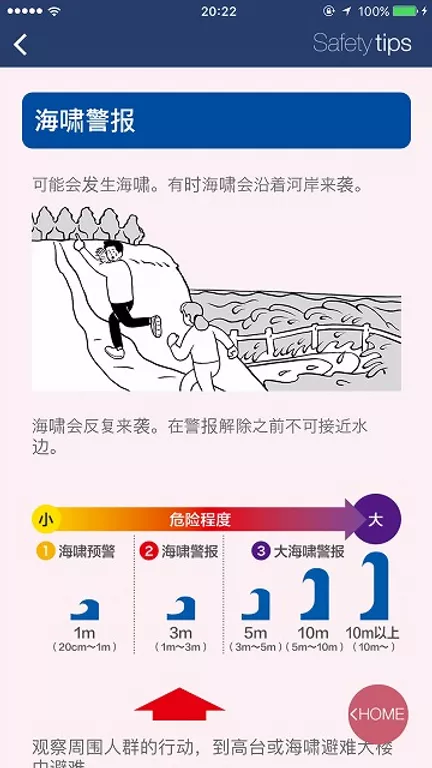 20:22
100%
Safety tips
海啸警报
可能会发生海啸。有时海啸会沿着河岸来袭。
海啸会反复来袭。在警报解除之前不可接近水
边。
小 危险程度 大
1 海啸预警 2 海啸警报 3 大海啸警报
1m 3m 5m 10m 10m以上
(20cm～1m) (1m～3m) (3m～5m) (5m～10m) (10m～)
<HOME
观察周围人群的行动，到高台或海啸避难大楼
中避难